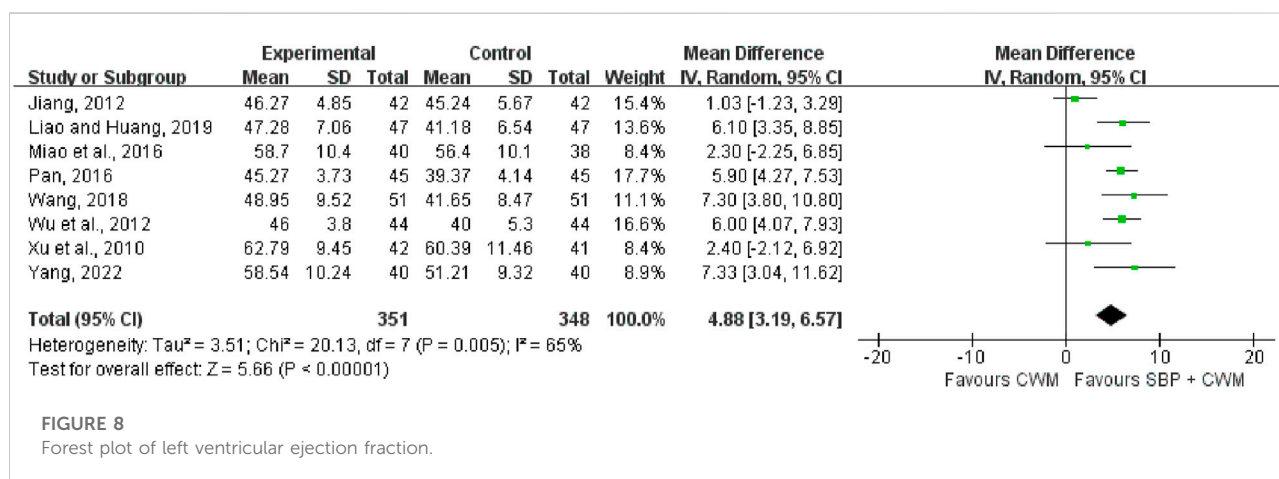 Experimental Control Mean Difference Mean Difference
Study or Subgroup Mean SD Total Mean SD Total Weight IV, Random, 95% CI IV, Random, 95% CI
Jiang, 2012 46.27 4.85 42 45.24 5.67 42 15.4% 1.03 [-1.23, 3.29]
Liao and Huang, 2019 47.28 7.06 47 41.18 6.54 47 13.6% 6.10 [3.35, 8.85]
Miao et al., 2016 58.7 10.4 40 56.4 10.1 38 8.4% 2.30 [-2.25, 6.85]
Pan, 2016 45.27 3.73 45 39.37 4.14 45 17.7% 5.90 [4.27, 7.53]
Wang, 2018 48.95 9.52 51 41.65 8.47 51 11.1% 7.30 [3.80, 10.80]
Wu et al., 2012 46 3.8 44 40 5.3 44 16.6% 6.00 [4.07, 7.93]
Xu et al., 2010 62.79 9.45 42 60.39 11.46 41 8.4% 2.40 [-2.12, 6.92]
Yang, 2022 58.54 10.24 40 51.21 9.32 40 8.9% 7.33 [3.04, 11.62]
Total (95% CI) 351 348 100.0% 4.88 [3.19, 6.57]
Heterogeneity: Tau² = 3.51; Chi² = 20.13, df = 7 (P = 0.005); I² = 65%
Test for overall effect: Z = 5.66 (P < 0.00001)
-20 -10 0 10 20
Favours CWM Favours SBP + CWM
FIGURE 8
Forest plot of left ventricular ejection fraction.